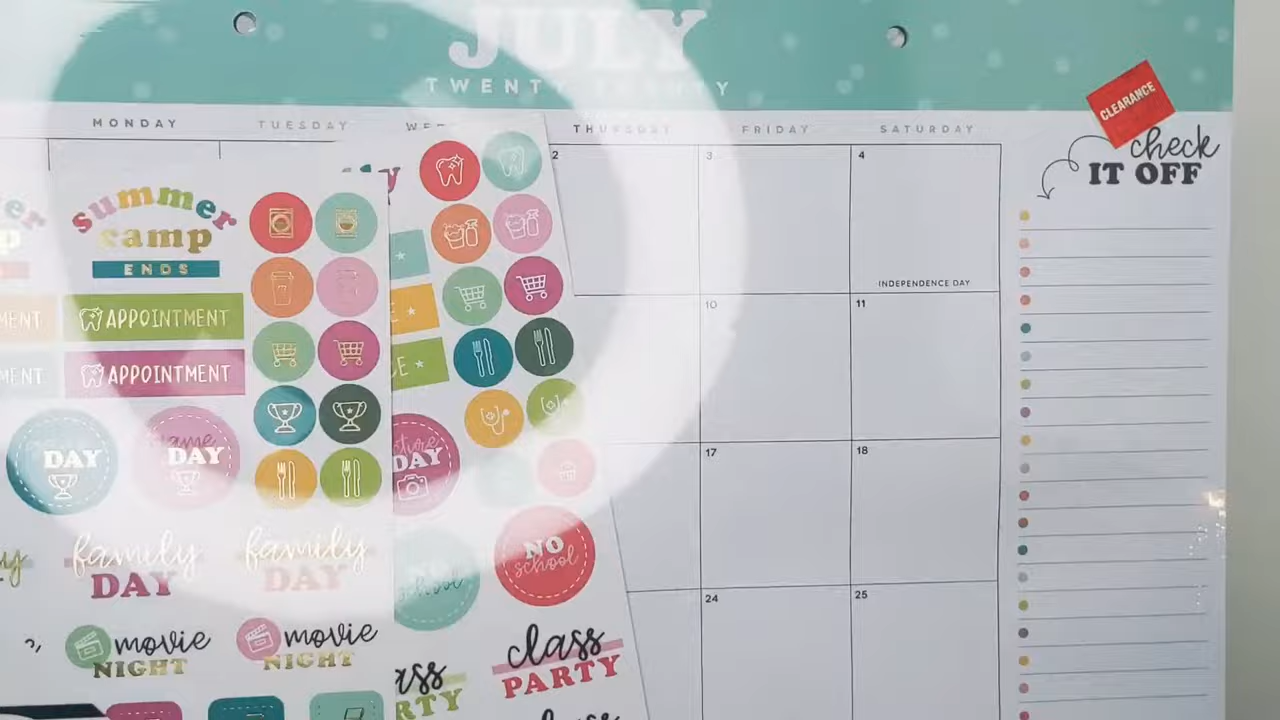 JULY
TWENTY TWENTY
MONDAY
TUESDAY
THURSDAY
FRIDAY
SATURDAY
CLEARANCE
check
IT OFF
2
3
4
INDEPENDENCE DAY
10
11
17
18
24
25
summer
camp
ENDS
APPOINTMENT
APPOINTMENT
DAY
game
DAY
family
DAY
family
DAY
movie
NIGHT
movie
NIGHT
DAY
NO
school
school
class
PARTY